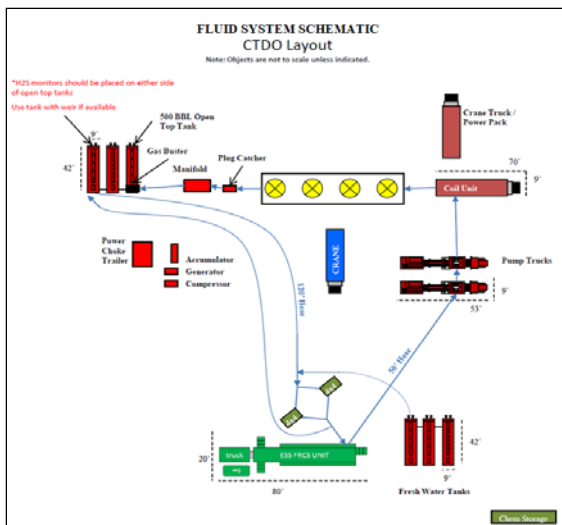 FLUID SYSTEM SCHEMATIC
CTDO Layout
Note: Objects are not to scale unless indicated.
*H2S monitors should be placed on either side
of open top tanks
Use tank with weir if available
500 BBL Open
Top Tank
Gas Buster
Manifold
Plug Catcher
Crane Truck /
Power Pack
9'
42'
70'
9'
Coil Unit
Power
Choke
Trailer
Accumulator
Generator
Compressor
CRANE
Pump Trucks
9'
53'
120' Hose
50' Hose
truck
ESS FRCS UNIT
20'
80'
42'
9'
Fresh Water Tanks
Chem Storage